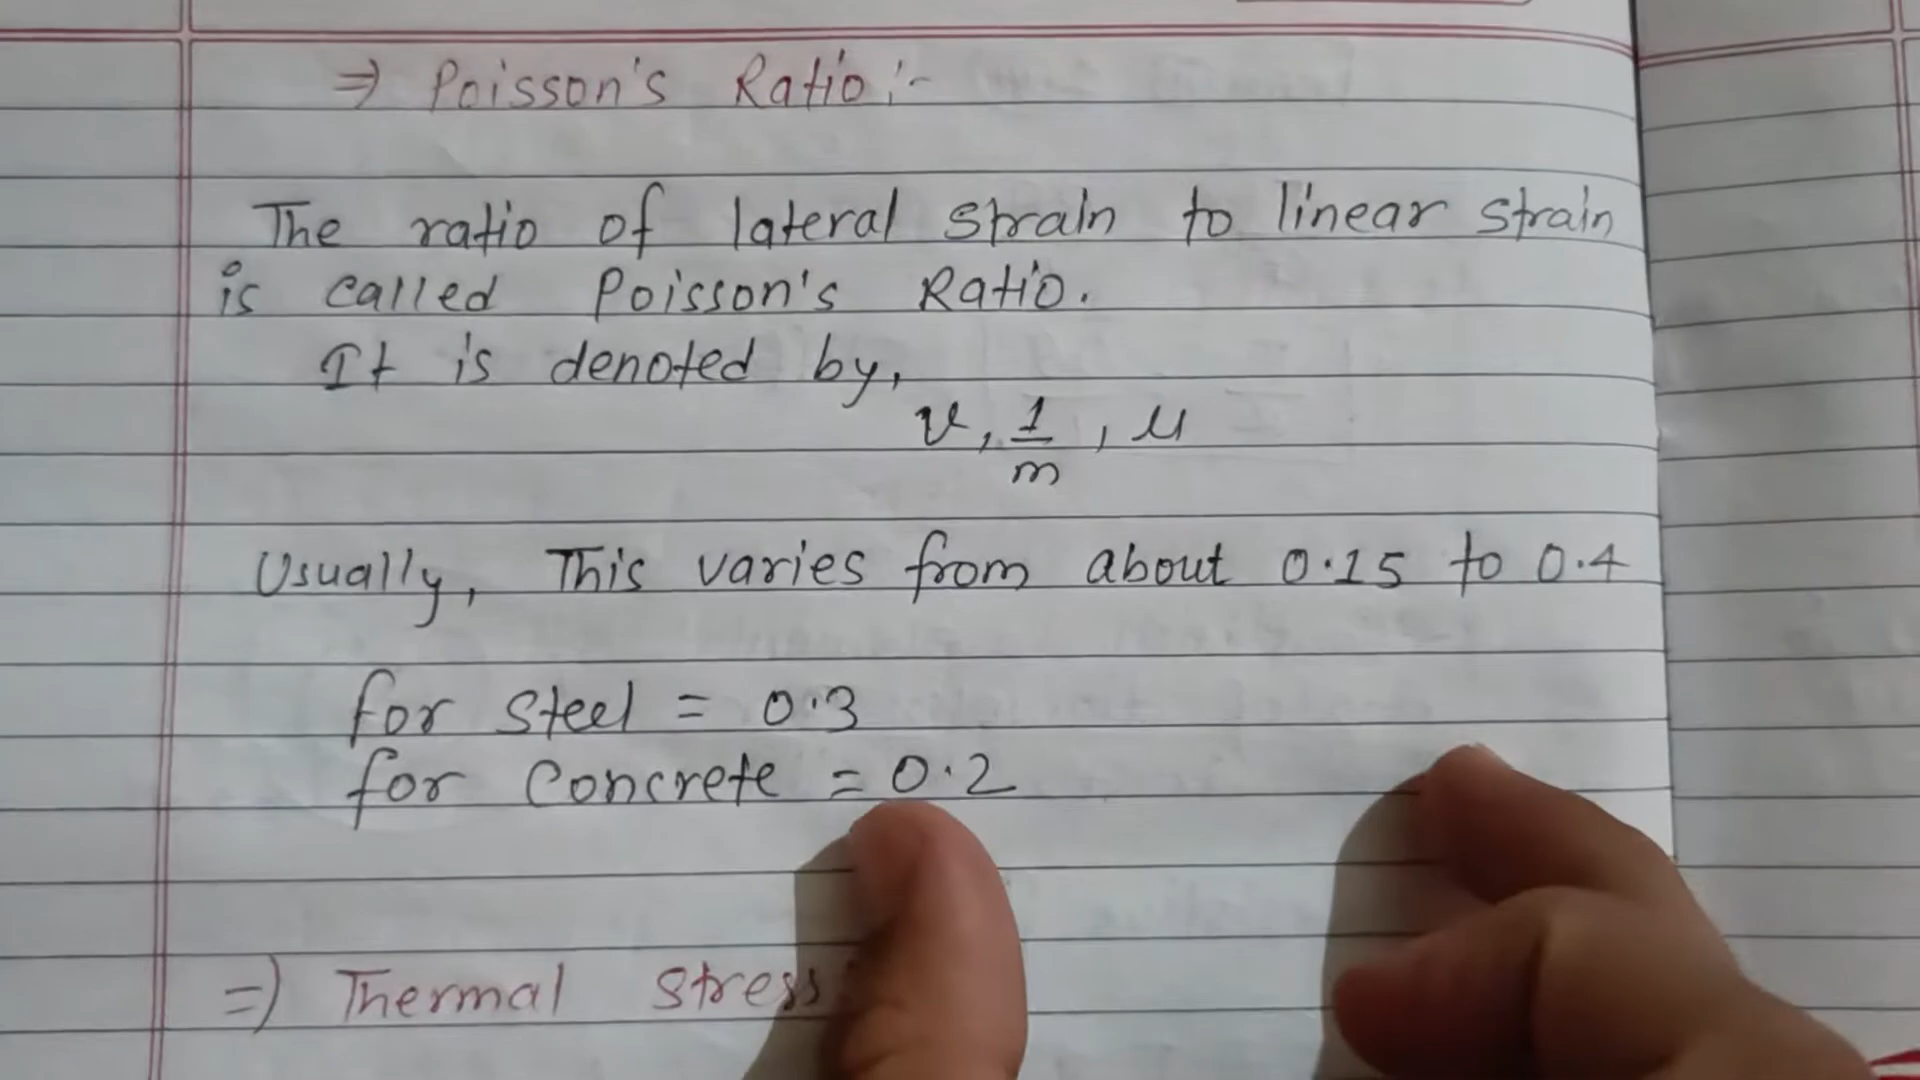 ⇒ Poisson's Ratio :-
The ratio of lateral strain to linear strain
is called Poisson's Ratio.
It is denoted by,
ν, 1/m, μ
Usually, This varies from about 0.15 to 0.4
for steel = 0.3
for concrete = 0.2
⇒ Thermal stress